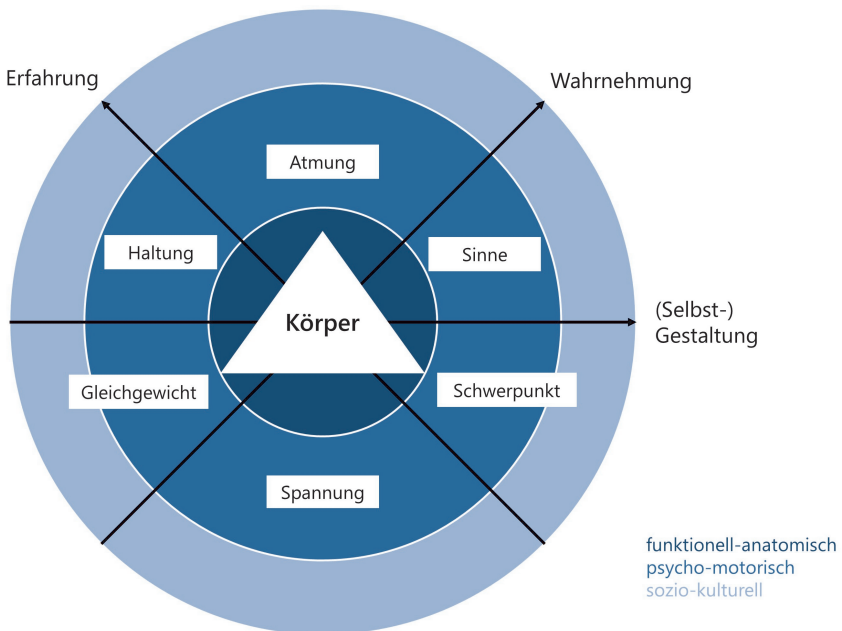 Erfahrung
Wahrnehmung
Atmung
Haltung
Sinne
Körper
(Selbst-)
Gestaltung
Gleichgewicht
Schwerpunkt
Spannung
funktionell-anatomisch
psycho-motorisch
sozio-kulturell